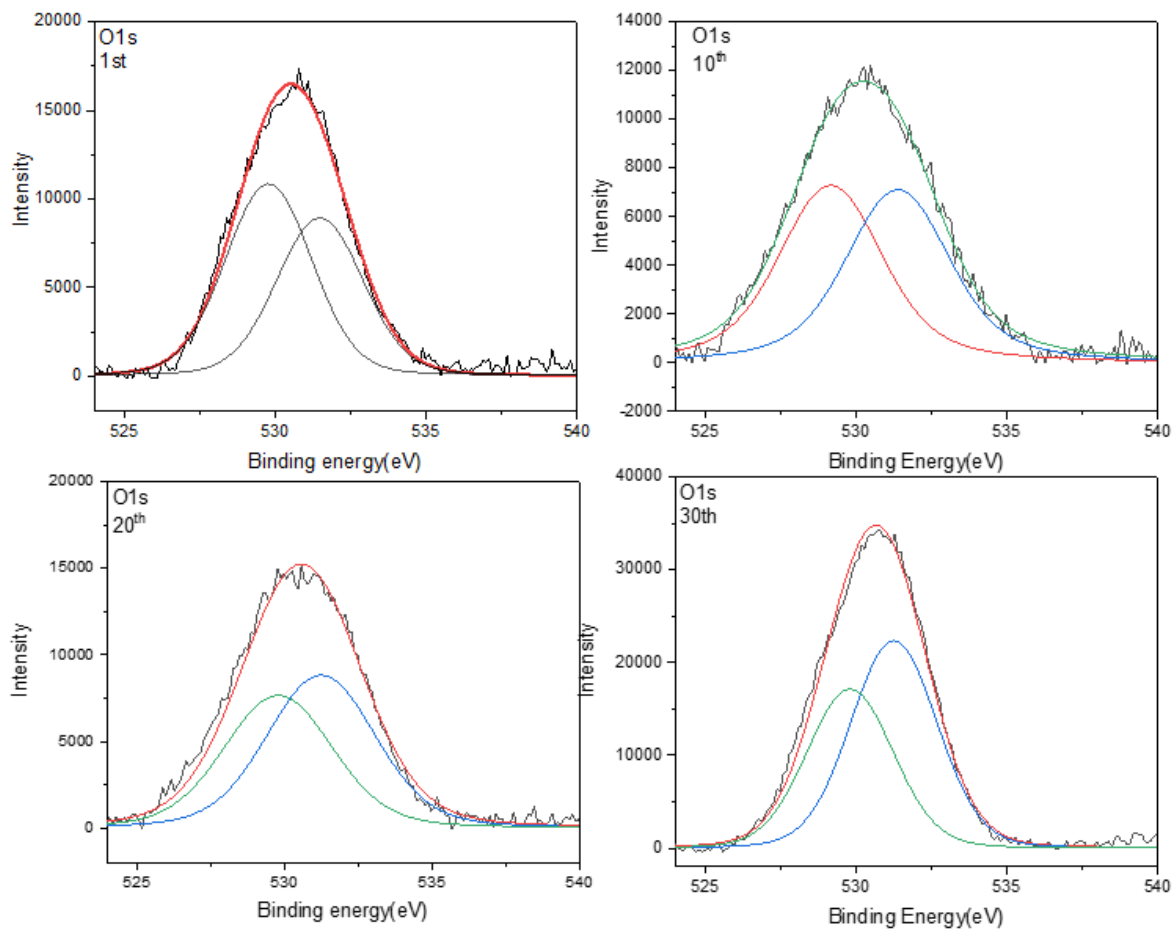 O1s
1st
20000
15000
10000
5000
0
Intensity
525
530
535
540
Binding energy(eV)
O1s
10th
14000
12000
10000
8000
6000
4000
2000
0
-2000
Intensity
525
530
535
540
Binding Energy(eV)
O1s
20th
20000
15000
10000
5000
0
Intensity
525
530
535
540
Binding energy(eV)
O1s
30th
40000
30000
20000
10000
0
Intensity
525
530
535
540
Binding Energy(eV)